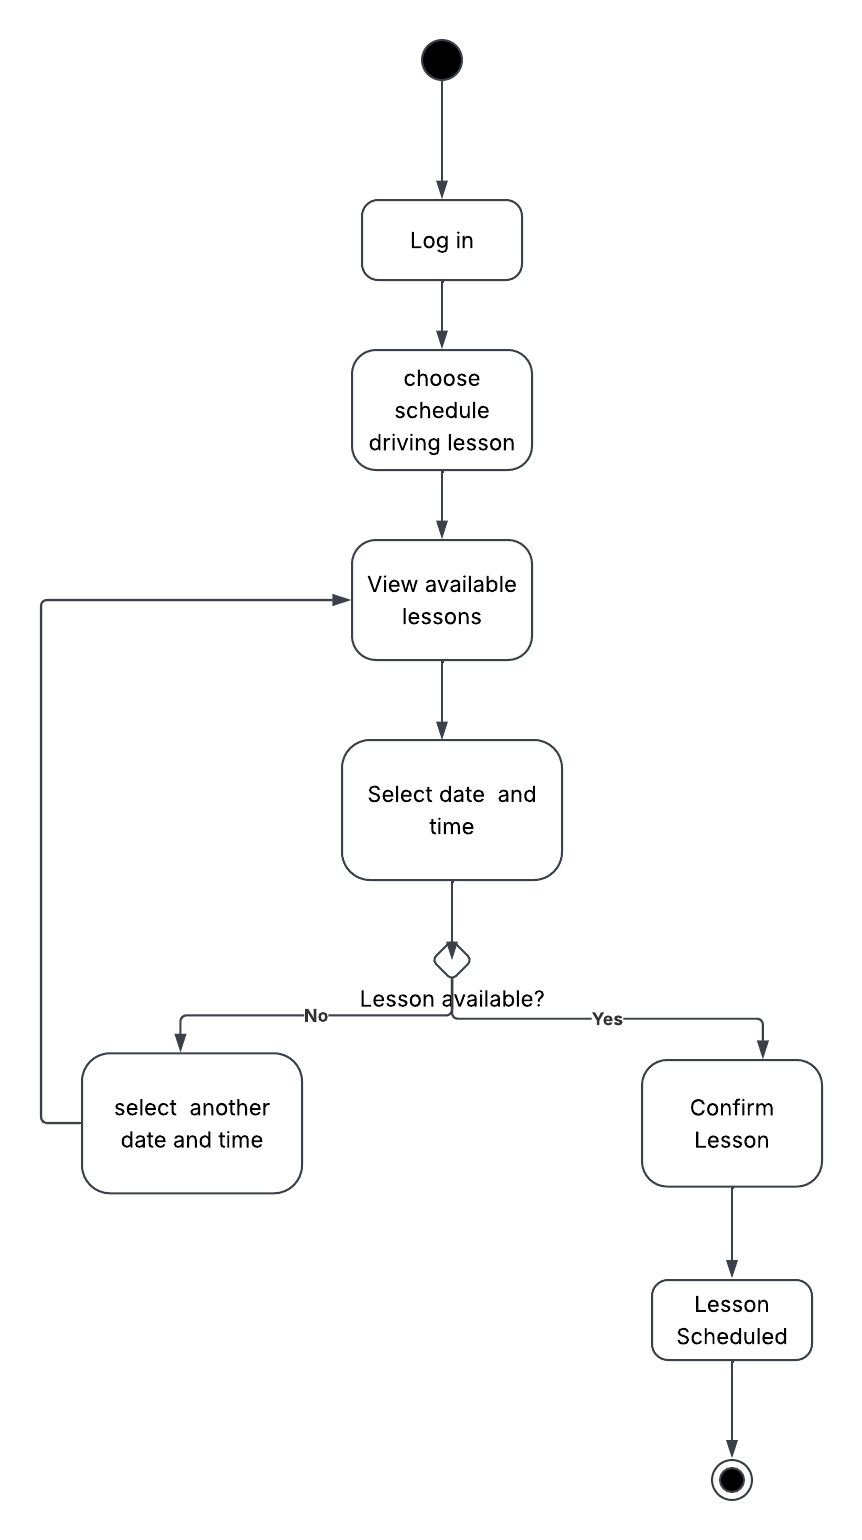 Log in
choose
schedule
driving lesson
View available
lessons
Select date  and
time
Lesson available?
No
Yes
select  another
date and time
Confirm
Lesson
Lesson
Scheduled